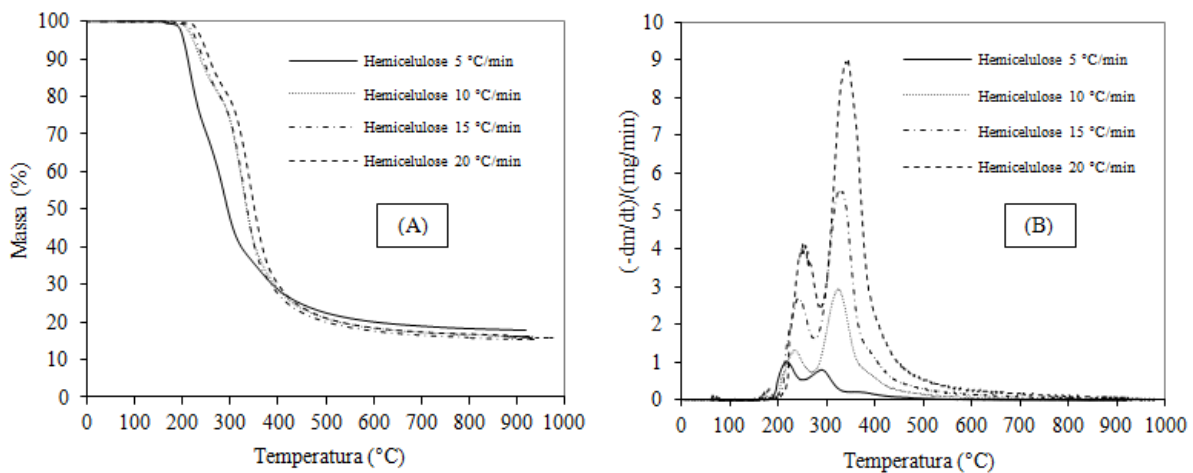 100
90
80
70
60
50
40
30
20
10
0
Massa (%)
Hemicelulose 5 °C/min
Hemicelulose 10 °C/min
Hemicelulose 15 °C/min
Hemicelulose 20 °C/min
(A)
0 100 200 300 400 500 600 700 800 900 1000
Temperatura (°C)
10
9
8
7
6
5
4
3
2
1
0
(-dm/dt)/(mg/min)
Hemicelulose 5 °C/min
Hemicelulose 10 °C/min
Hemicelulose 15 °C/min
Hemicelulose 20 °C/min
(B)
0 100 200 300 400 500 600 700 800 900 1000
Temperatura (°C)